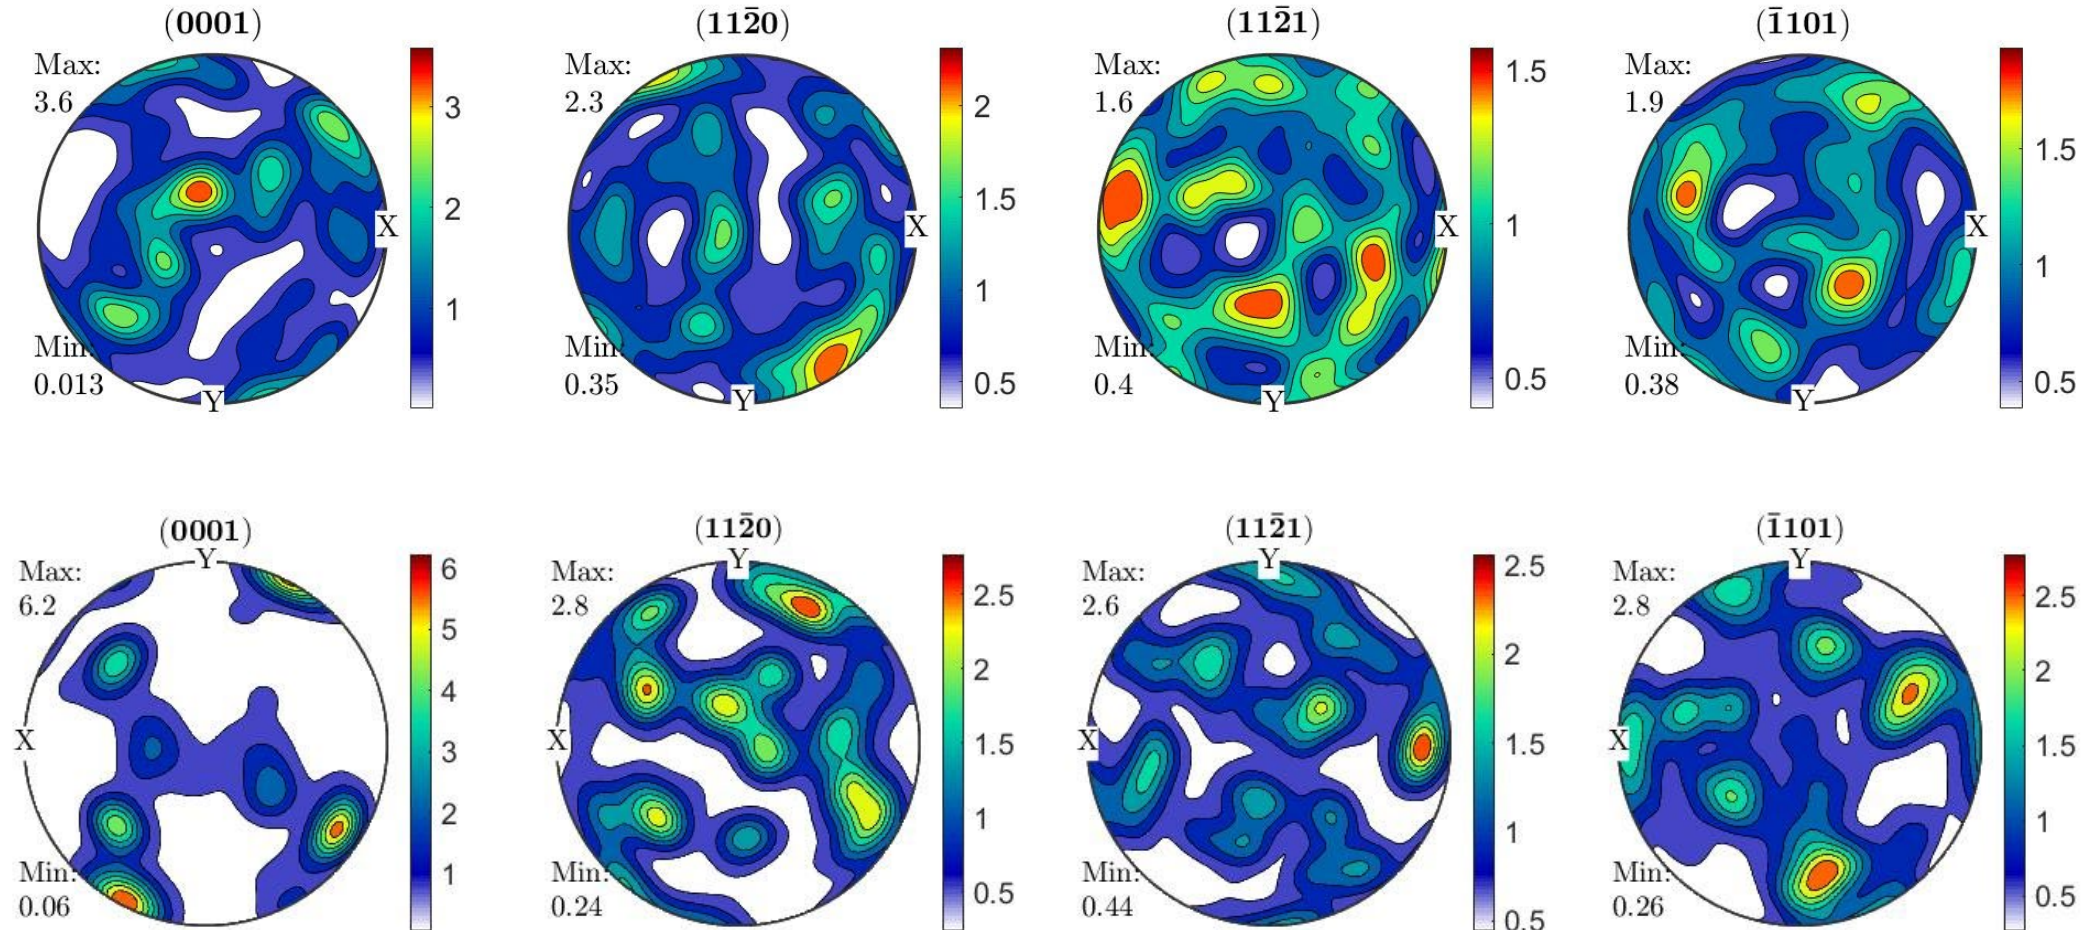 (0001)
Max:
3.6
3
2
1
X
Min:
0.013
Y
(112̄0)
Max:
2.3
2
1.5
1
0.5
X
Min:
0.35
Y
(112̄1)
Max:
1.6
1.5
1
0.5
X
Min:
0.4
Y
(1̄101)
Max:
1.9
1.5
1
0.5
X
Min:
0.38
Y
(0001)
Y
Max:
6.2
6
5
4
3
2
1
X
Min:
0.06
(112̄0)
Y
Max:
2.8
2.5
2
1.5
1
0.5
X
Min:
0.24
(112̄1)
Y
Max:
2.6
2.5
2
1.5
1
0.5
X
Min:
0.44
(1̄101)
Y
Max:
2.8
2.5
2
1.5
1
0.5
X
Min:
0.26